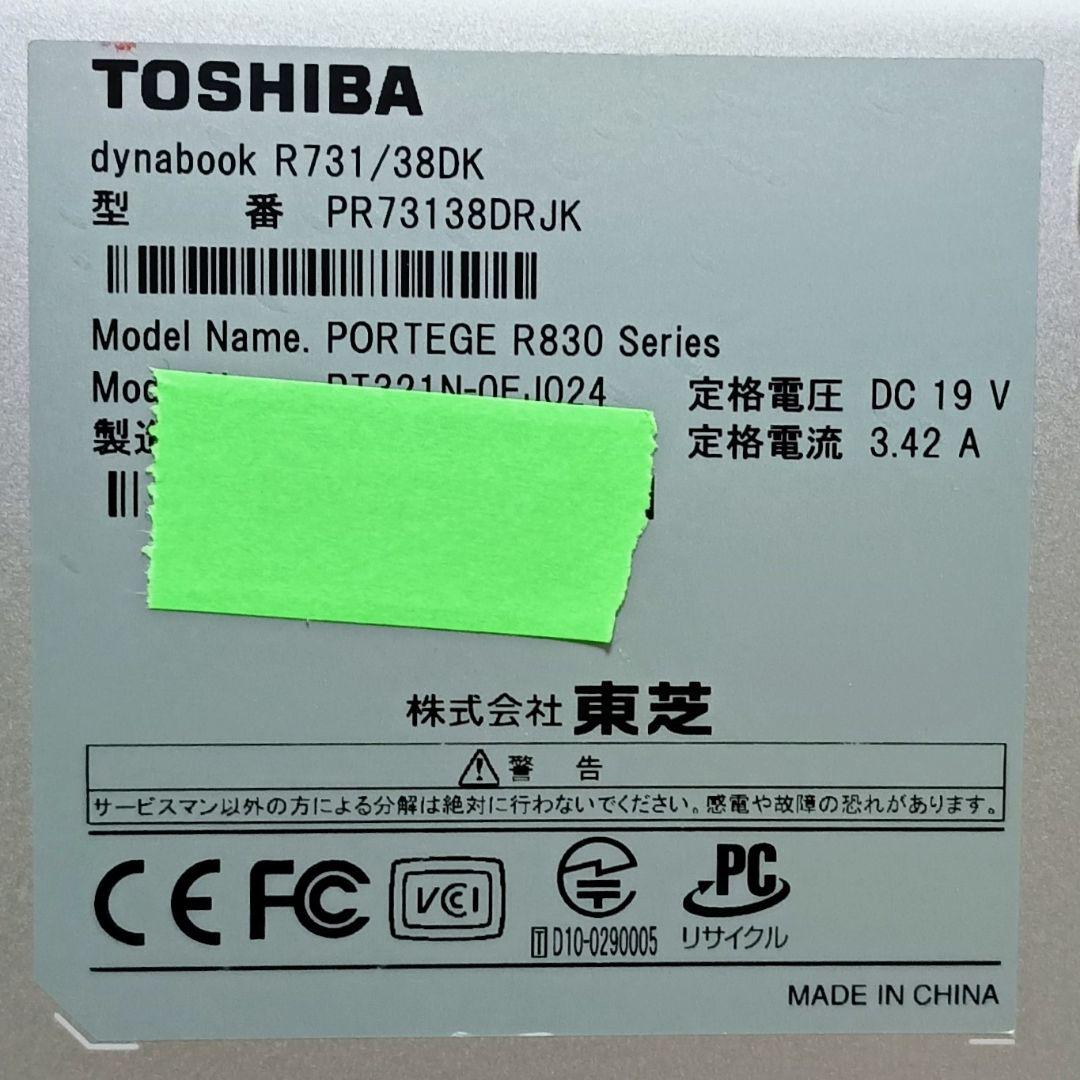 TOSHIBA
dynabook R731/38DK
型 番 PR73138DRJK
Model Name. PORTEGE R830 Series
PT321N-0EJ024 定格電圧 DC 19 V
定格電流 3.42 A
株式会社 東芝
警 告
サービスマン以外の方による分解は絶対に行わないでください。感電や故障の恐れがあります。
CE FC VCI PC
T D10-0290005 リサイクル
MADE IN CHINA